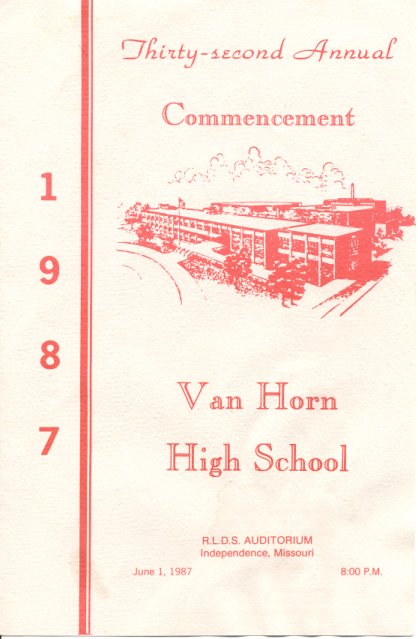 Thirty-second Annual
Commencement
1
9
8
7
Van Horn
High School
R.L.D.S. AUDITORIUM
Independence, Missouri
June 1, 1987 8:00 P.M.